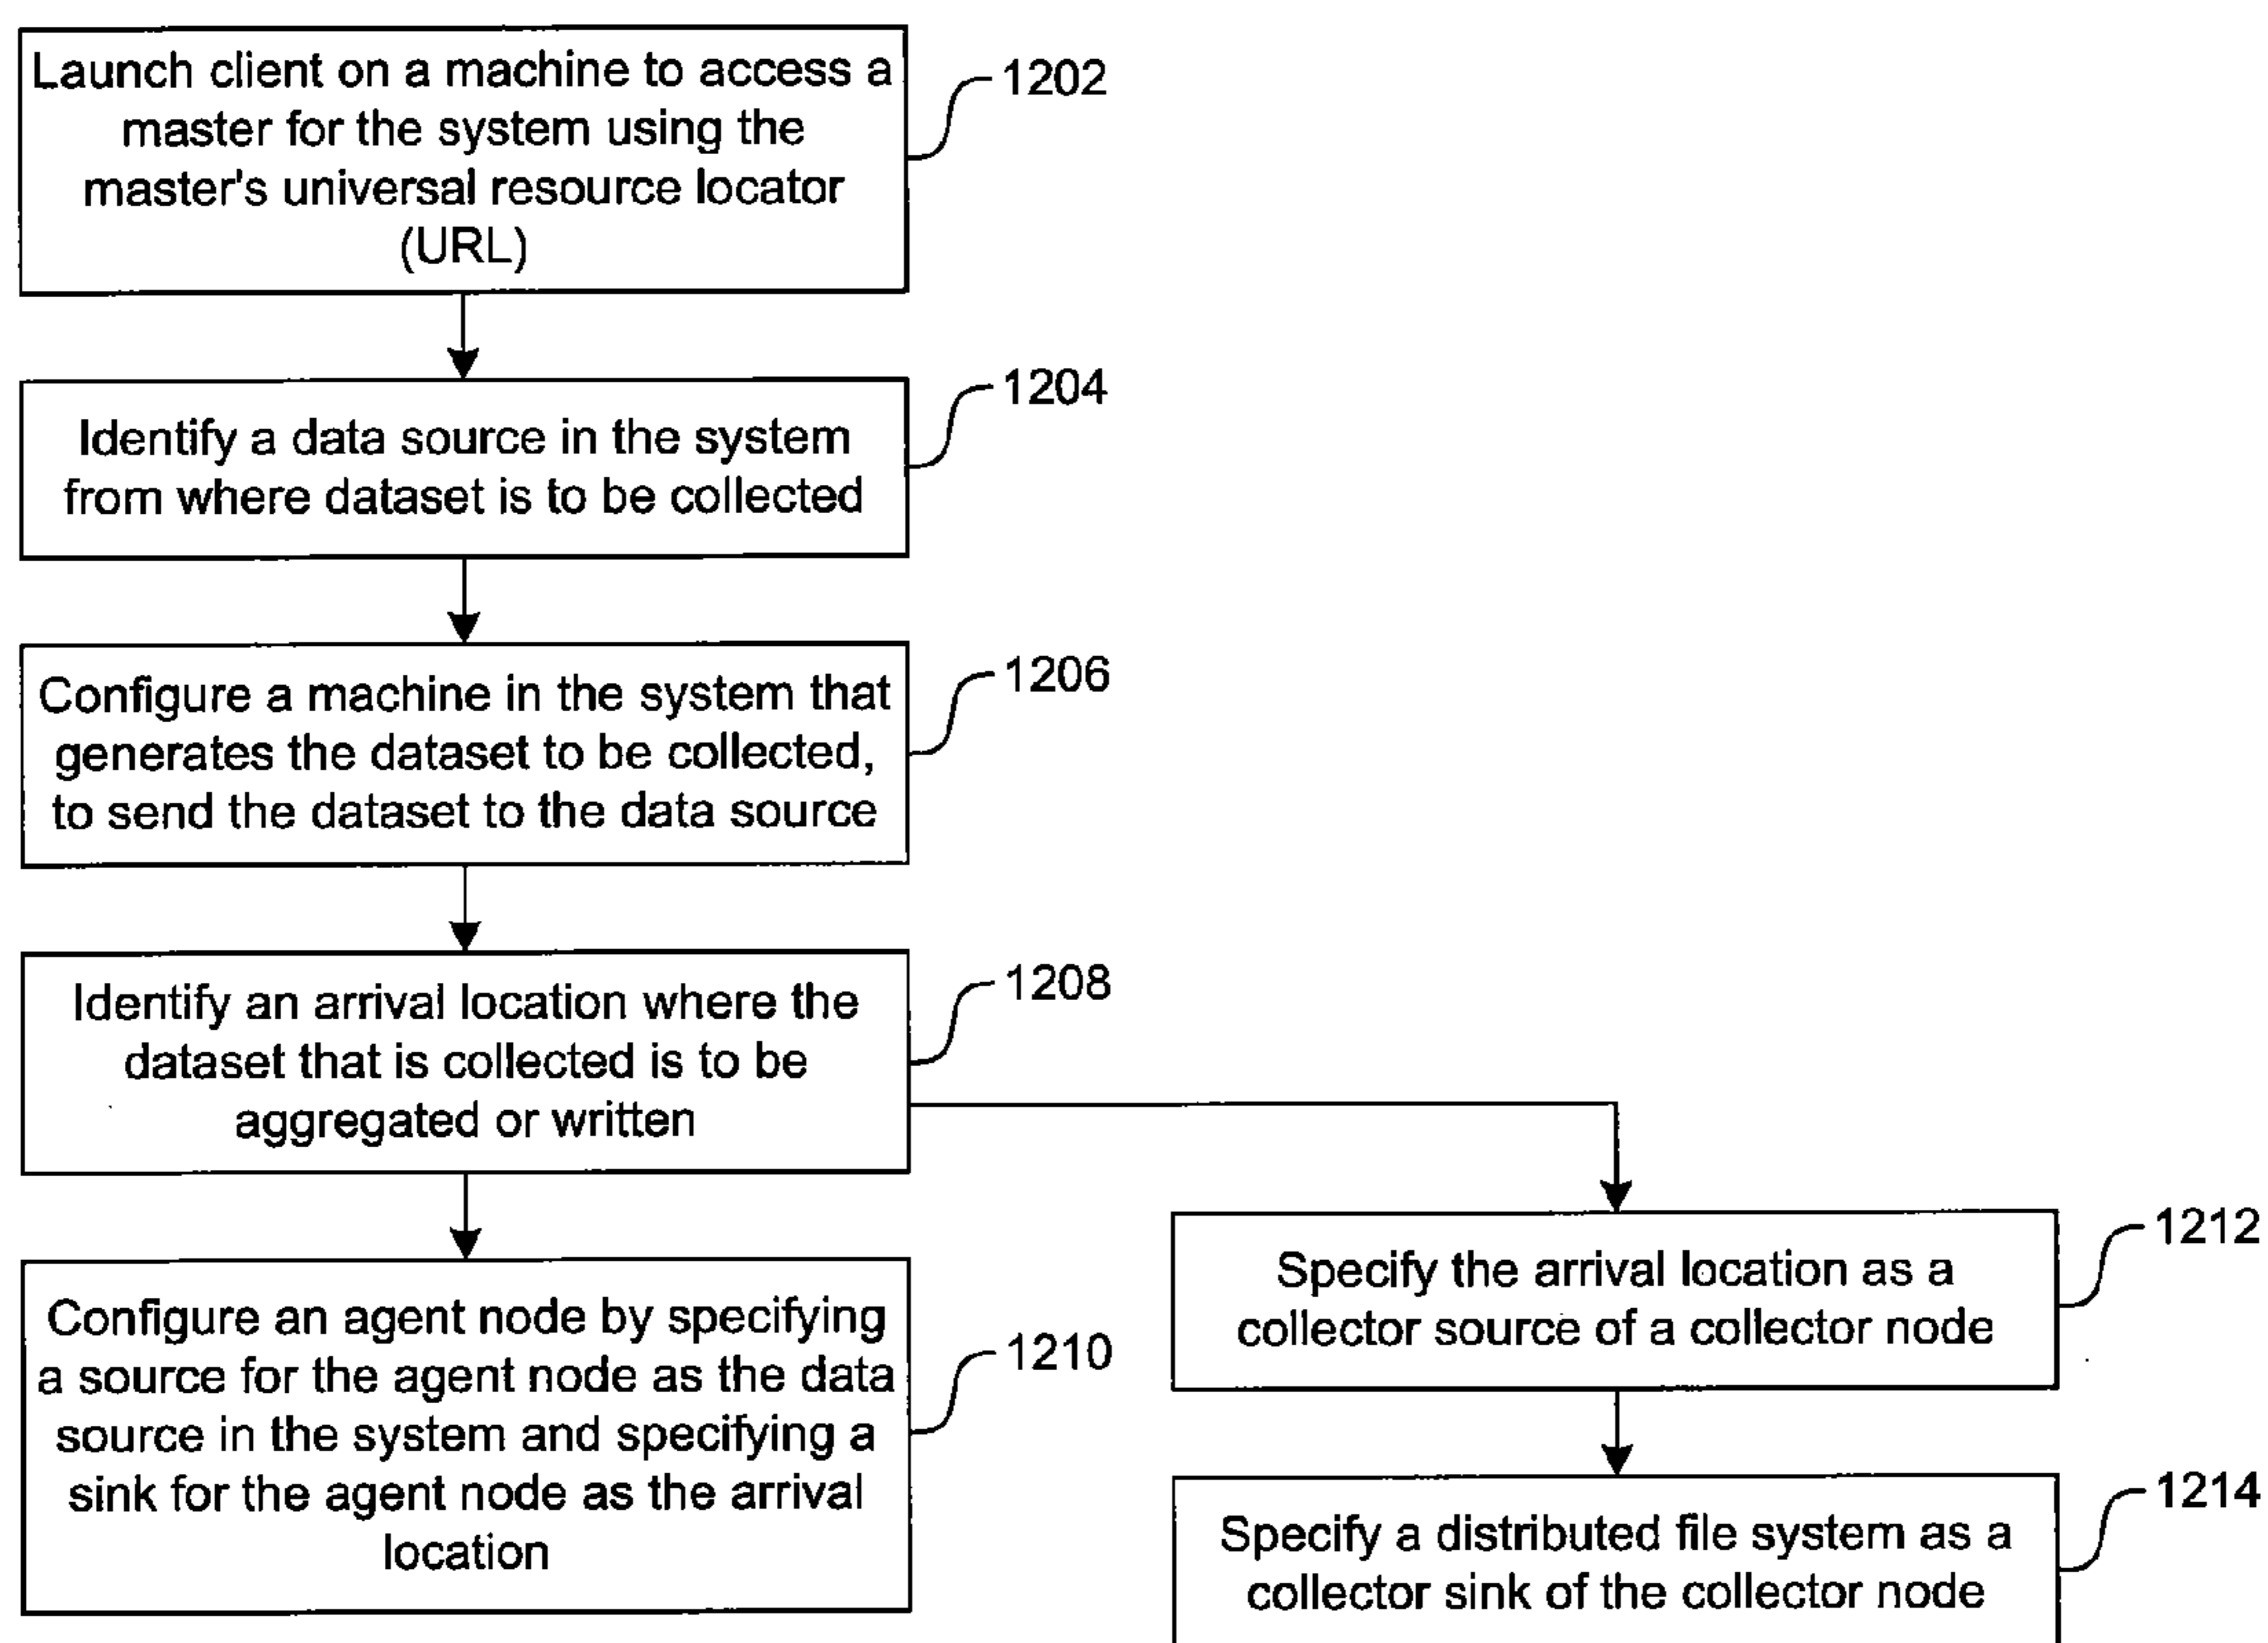 Launch client on a machine to access a
master for the system using the
master's universal resource locator
(URL)
1202
Identify a data source in the system
from where dataset is to be collected
1204
Configure a machine in the system that
generates the dataset to be collected,
to send the dataset to the data source
1206
Identify an arrival location where the
dataset that is collected is to be
aggregated or written
1208
Configure an agent node by specifying
a source for the agent node as the data
source in the system and specifying a
sink for the agent node as the arrival
location
1210
Specify the arrival location as a
collector source of a collector node
1212
Specify a distributed file system as a
collector sink of the collector node
1214